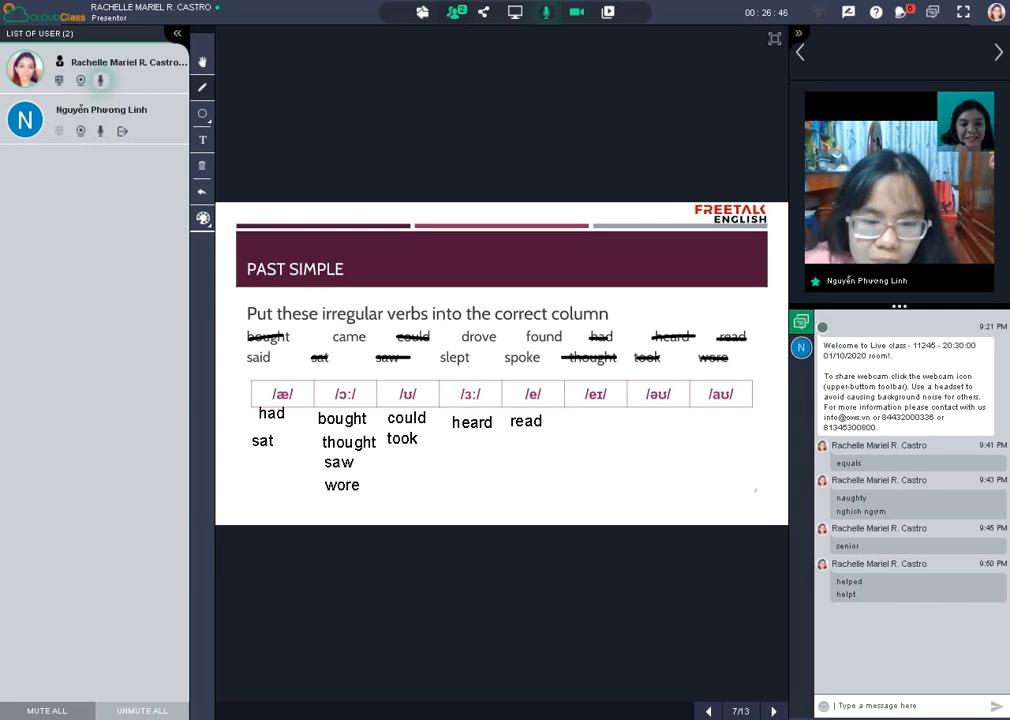 CLOUDClass
RACHELLE MARIEL R. CASTRO
Presentor
00 : 26 : 46
6
2
LIST OF USER (2)
Rachelle Mariel R. Castro...
N
Nguyễn Phương Linh
T
FREETALK
ENGLISH
PAST SIMPLE
Put these irregular verbs into the correct column
bought came could drove found had heard read
said sat saw slept spoke thought took wore
/æ/ /ɔː/ /ʊ/ /ɜː/ /e/ /eɪ/ /əʊ/ /aʊ/
had bought could heard read
sat thought took
saw
wore
7
Nguyễn Phương Linh
9:21 PM
N
Welcome to Live class - 11245 - 20:30:00
01/10/2020 room!.
To share webcam click the webcam icon
(upper-buttom toolbar). Use a headset to
avoid causing background noise for others.
For more information please contact with us
info@ows.vn or 84432000336 or
81345300800.
Rachelle Mariel R. Castro 9:41 PM
equals
Rachelle Mariel R. Castro 9:43 PM
naughty
nghịch ngợm
Rachelle Mariel R. Castro 9:45 PM
senior
Rachelle Mariel R. Castro 9:50 PM
helped
helpt
MUTE ALL UNMUTE ALL
7/13
Type a message here